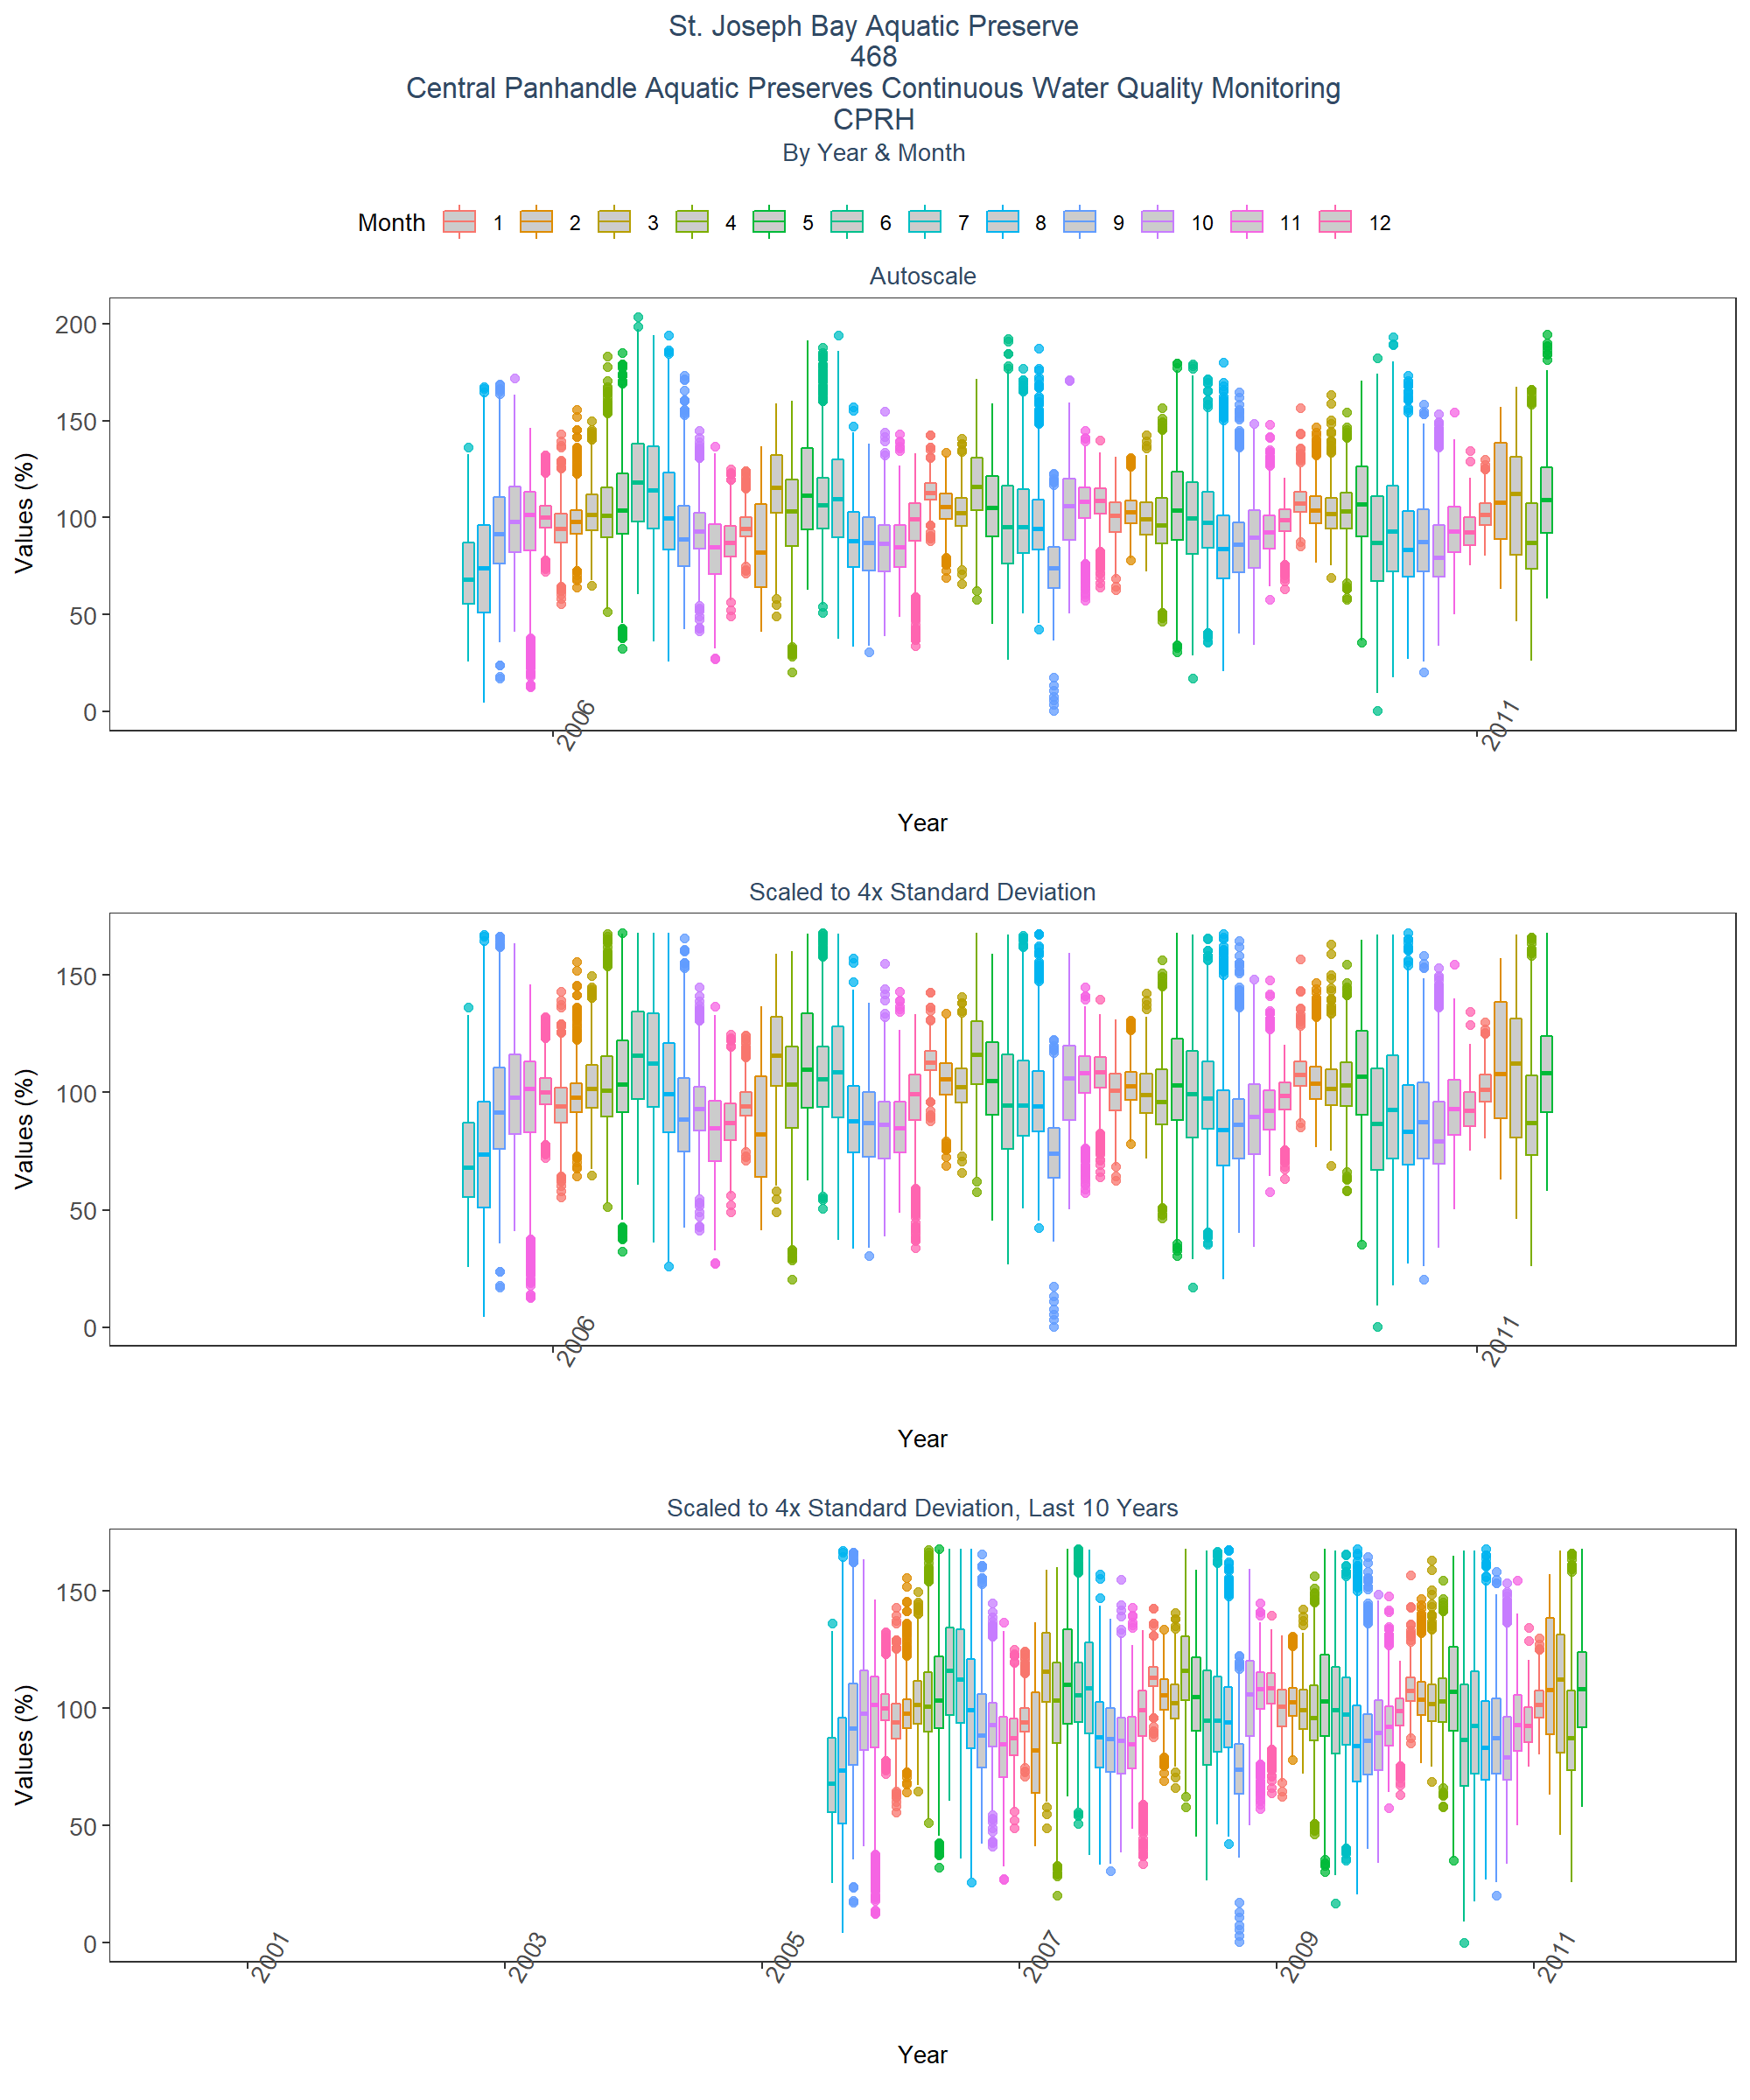 St. Joseph Bay Aquatic Preserve
468
Central Panhandle Aquatic Preserves Continuous Water Quality Monitoring
CPRH
By Year & Month
Month 1 2 3 4 5 6 7 8 9 10 11 12
Autoscale
200
150
100
50
0
Values (%)
2006 2011
Year
Scaled to 4x Standard Deviation
150
100
50
0
Values (%)
2006 2011
Year
Scaled to 4x Standard Deviation, Last 10 Years
150
100
50
0
Values (%)
2001 2003 2005 2007 2009 2011
Year